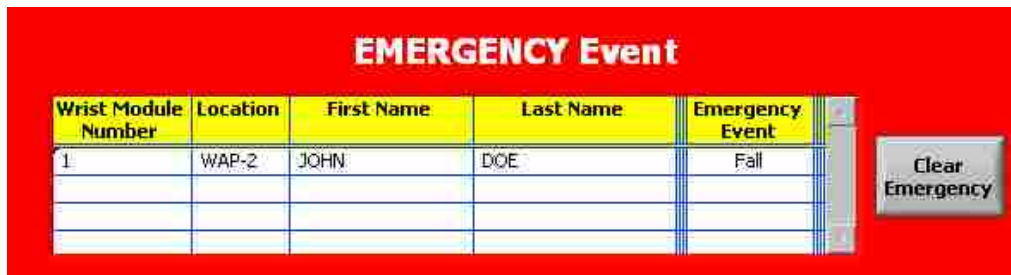 EMERGENCY Event
Wrist Module Number Location First Name Last Name Emergency Event
1 WAP-2 JOHN DOE Fall
Clear
Emergency